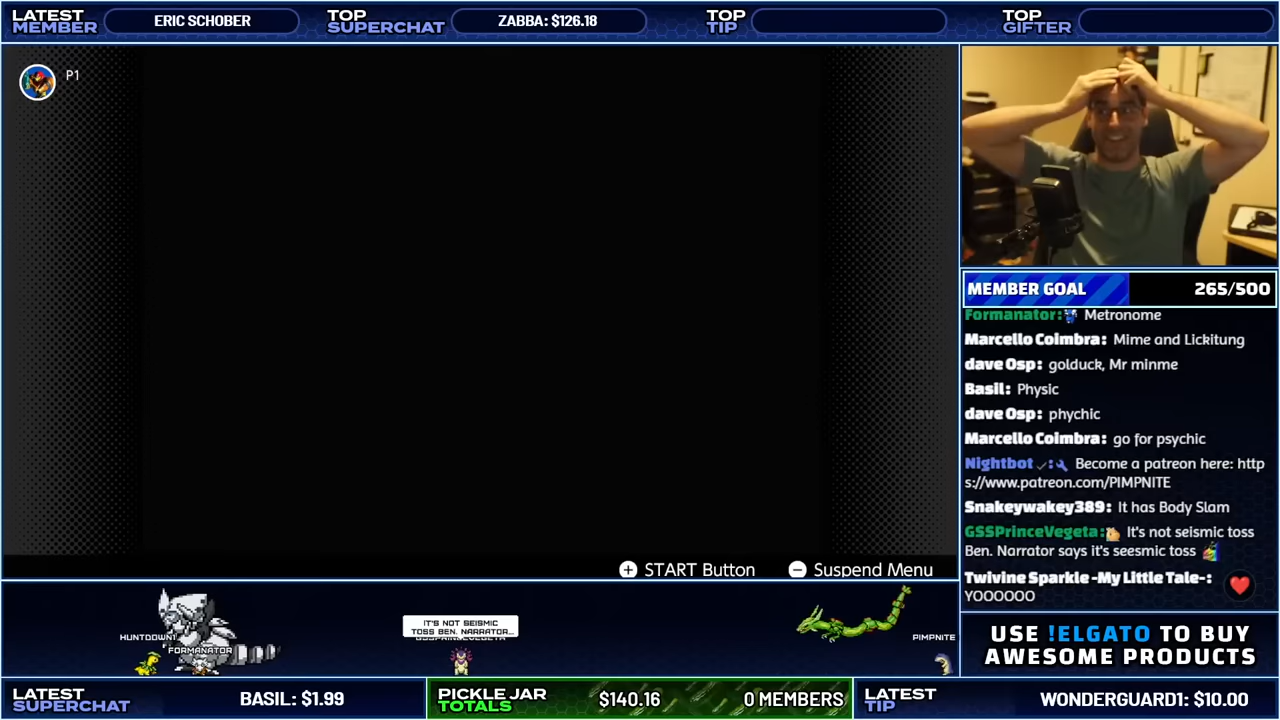 LATEST MEMBER ERIC SCHOBER
TOP SUPERCHAT ZABBA: $126.18
TOP TIP
TOP GIFTER
P1
START Button
Suspend Menu
MEMBER GOAL 265/500
Formanator: Metronome
Marcello Coimbra: Mime and Lickitung
dave Osp: golduck, Mr minme
Basil: Physic
dave Osp: phychic
Marcello Coimbra: go for psychic
Nightbot: Become a patreon here: http
s://www.patreon.com/PIMPNITE
Snakeywakey389: It has Body Slam
GSSPrinceVegeta: It's not seismic toss
Ben. Narrator says it's seesmic toss
Twivine Sparkle -My Little Tale-:
YOOOOOO
HUNTDOWN1
FORMANATOR
IT'S NOT SEISMIC
TOSS BEN. NARRATOR...
PIMPNITE
USE !ELGATO TO BUY
AWESOME PRODUCTS
LATEST SUPERCHAT BASIL: $1.99
PICKLE JAR TOTALS $140.16 0 MEMBERS
LATEST TIP WONDERGUARD1: $10.00